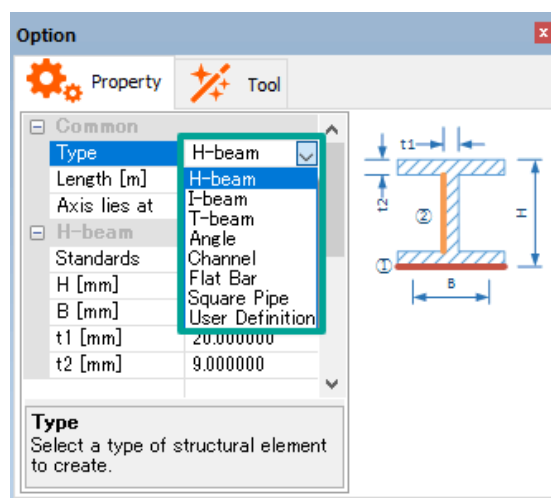 Option
x
Property
Tool
Common
Type H-beam
Length [m] H-beam
I-beam
Axis lies at T-beam
H-beam Angle
Standards Channel
H [mm] Flat Bar
Square Pipe
B [mm] User Definition
t1 [mm] 20.000000
t2 [mm] 9.000000
t1
t2
②
H
①
B
Type
Select a type of structural element
to create.